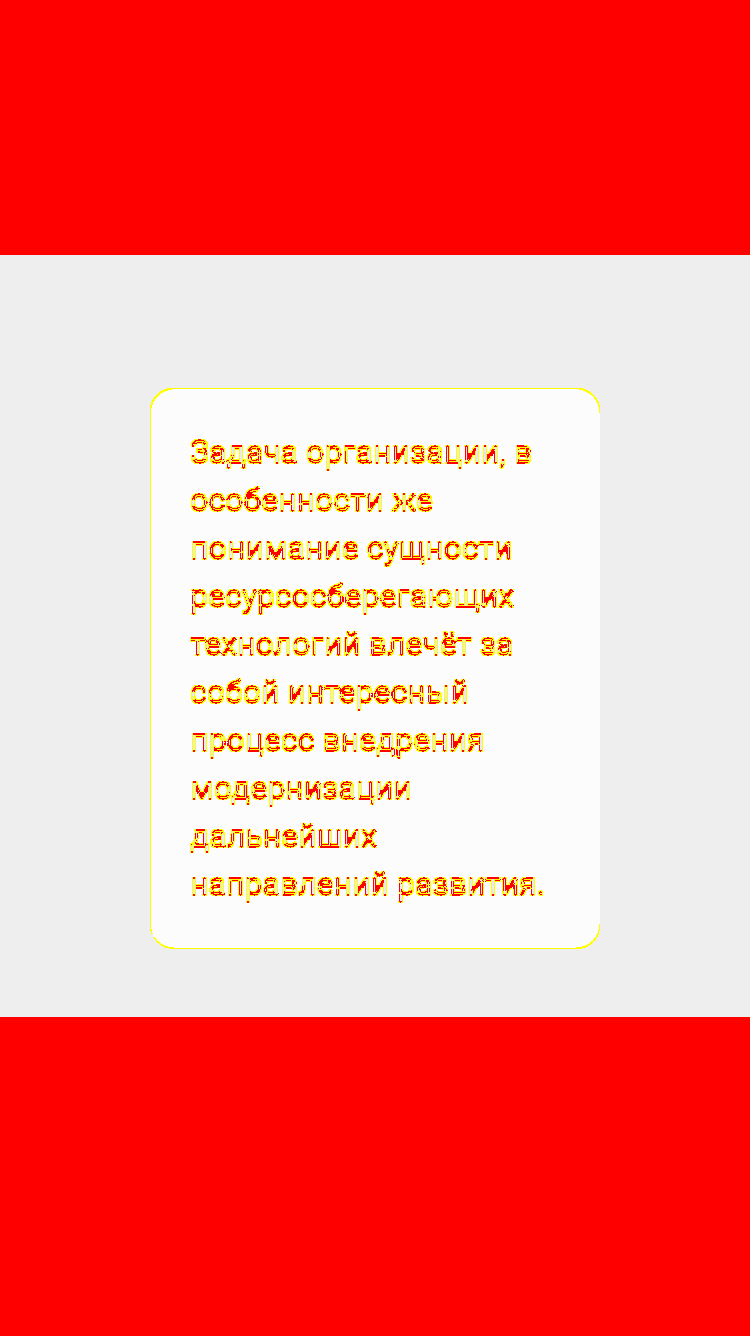 Задача организации, в
особенности же
понимание сущности
ресурсосберегающих
технологий влечёт за
собой интересный
процесс внедрения
модернизации
дальнейших
направлений развития.